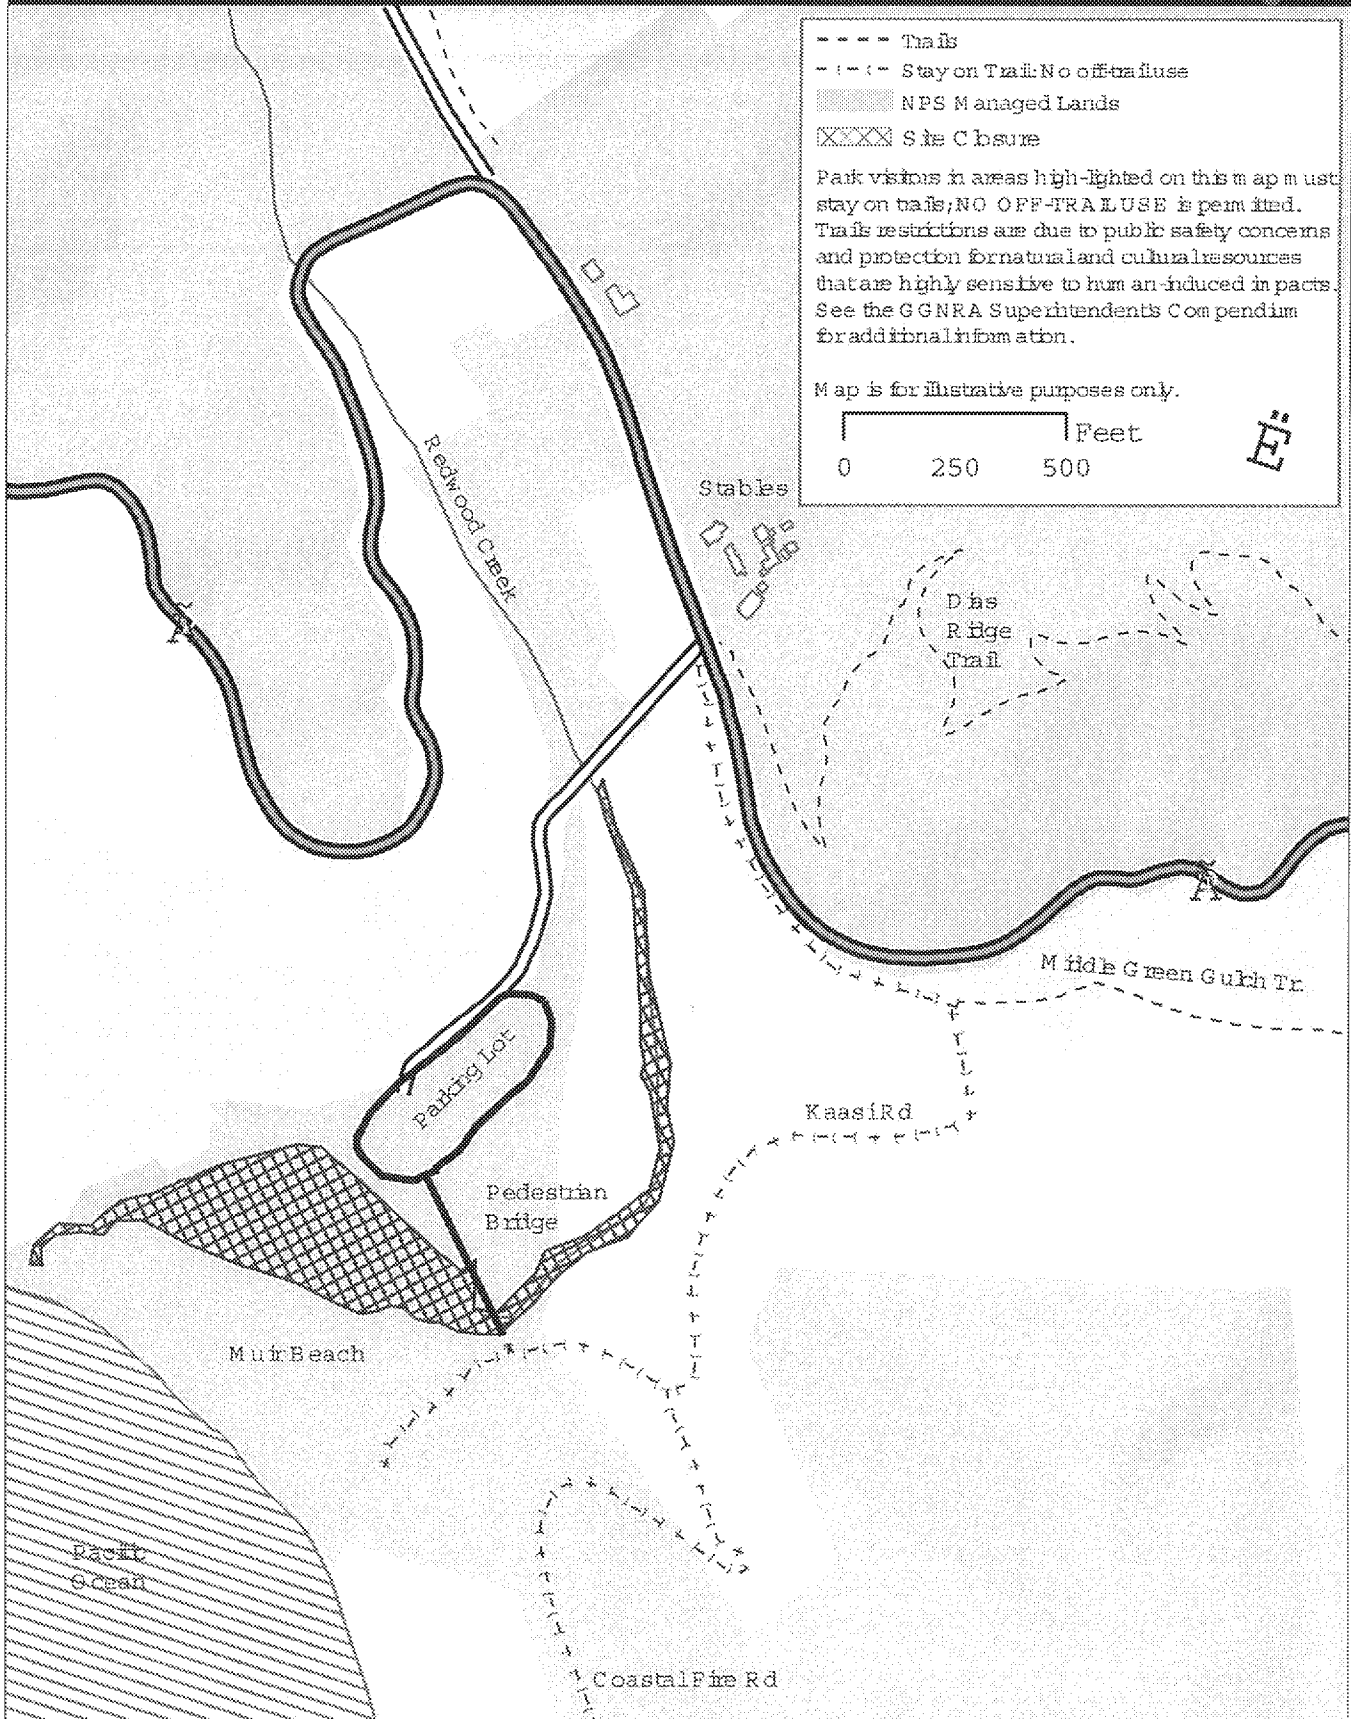 Trails
Stay on Trail: No off-trail use
NPS Managed Lands
Site Closure
Park visitors in areas high-lighted on this map must
stay on trails; NO OFF-TRAIL USE is permitted.
Trails restrictions are due to public safety concerns
and protection for natural and cultural resources
that are highly sensitive to human-induced impacts.
See the GGNRA Superintendent's Compendium
for additional information.
Map is for illustrative purposes only.
Feet
0 250 500
Ë
Redwood Creek
Stables
Dias
Ridge
Trail
Ã
Ã
Middle Green Gulch Tr.
Parking Lot
Kaasi Rd
Pedestrian
Bridge
Muir Beach
Pacific
Ocean
Coastal Fire Rd